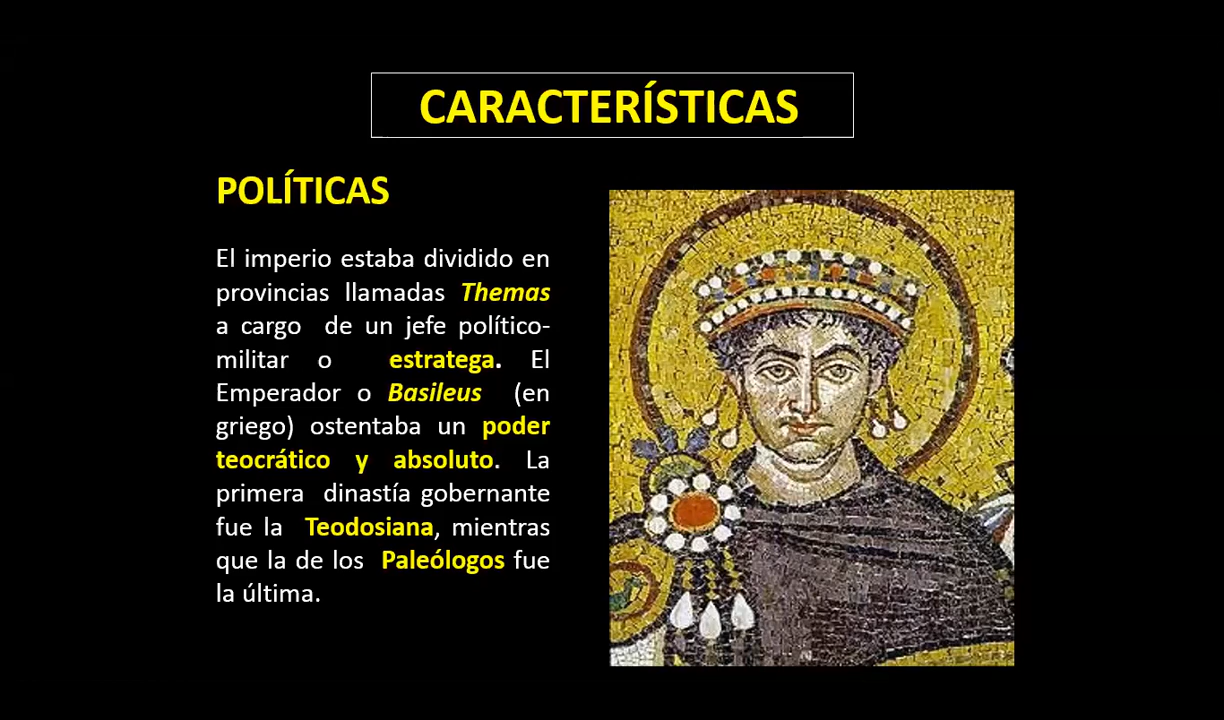 CARACTERÍSTICAS
POLÍTICAS
El imperio estaba dividido en
provincias llamadas Themas
a cargo de un jefe político-
militar o estratega. El
Emperador o Basileus (en
griego) ostentaba un poder
teocrático y absoluto. La
primera dinastía gobernante
fue la Teodosiana, mientras
que la de los Paleólogos fue
la última.